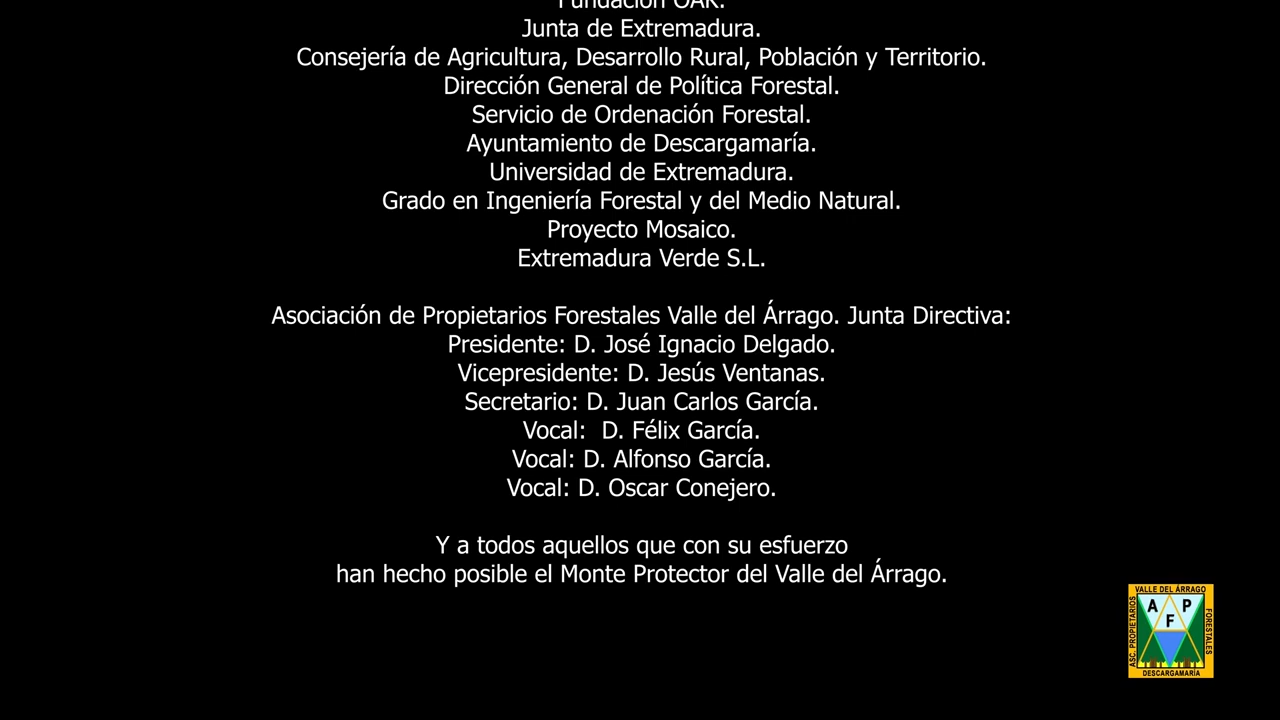 Fundación OAK.
Junta de Extremadura.
Consejería de Agricultura, Desarrollo Rural, Población y Territorio.
Dirección General de Política Forestal.
Servicio de Ordenación Forestal.
Ayuntamiento de Descargamaría.
Universidad de Extremadura.
Grado en Ingeniería Forestal y del Medio Natural.
Proyecto Mosaico.
Extremadura Verde S.L.
Asociación de Propietarios Forestales Valle del Árrago. Junta Directiva:
Presidente: D. José Ignacio Delgado.
Vicepresidente: D. Jesús Ventanas.
Secretario: D. Juan Carlos García.
Vocal:  D. Félix García.
Vocal: D. Alfonso García.
Vocal: D. Oscar Conejero.
Y a todos aquellos que con su esfuerzo
han hecho posible el Monte Protector del Valle del Árrago.
VALLE DEL ÁRRAGO
ASC. PROPIETARIOS
A F P
FORESTALES
DESCARGAMARÍA